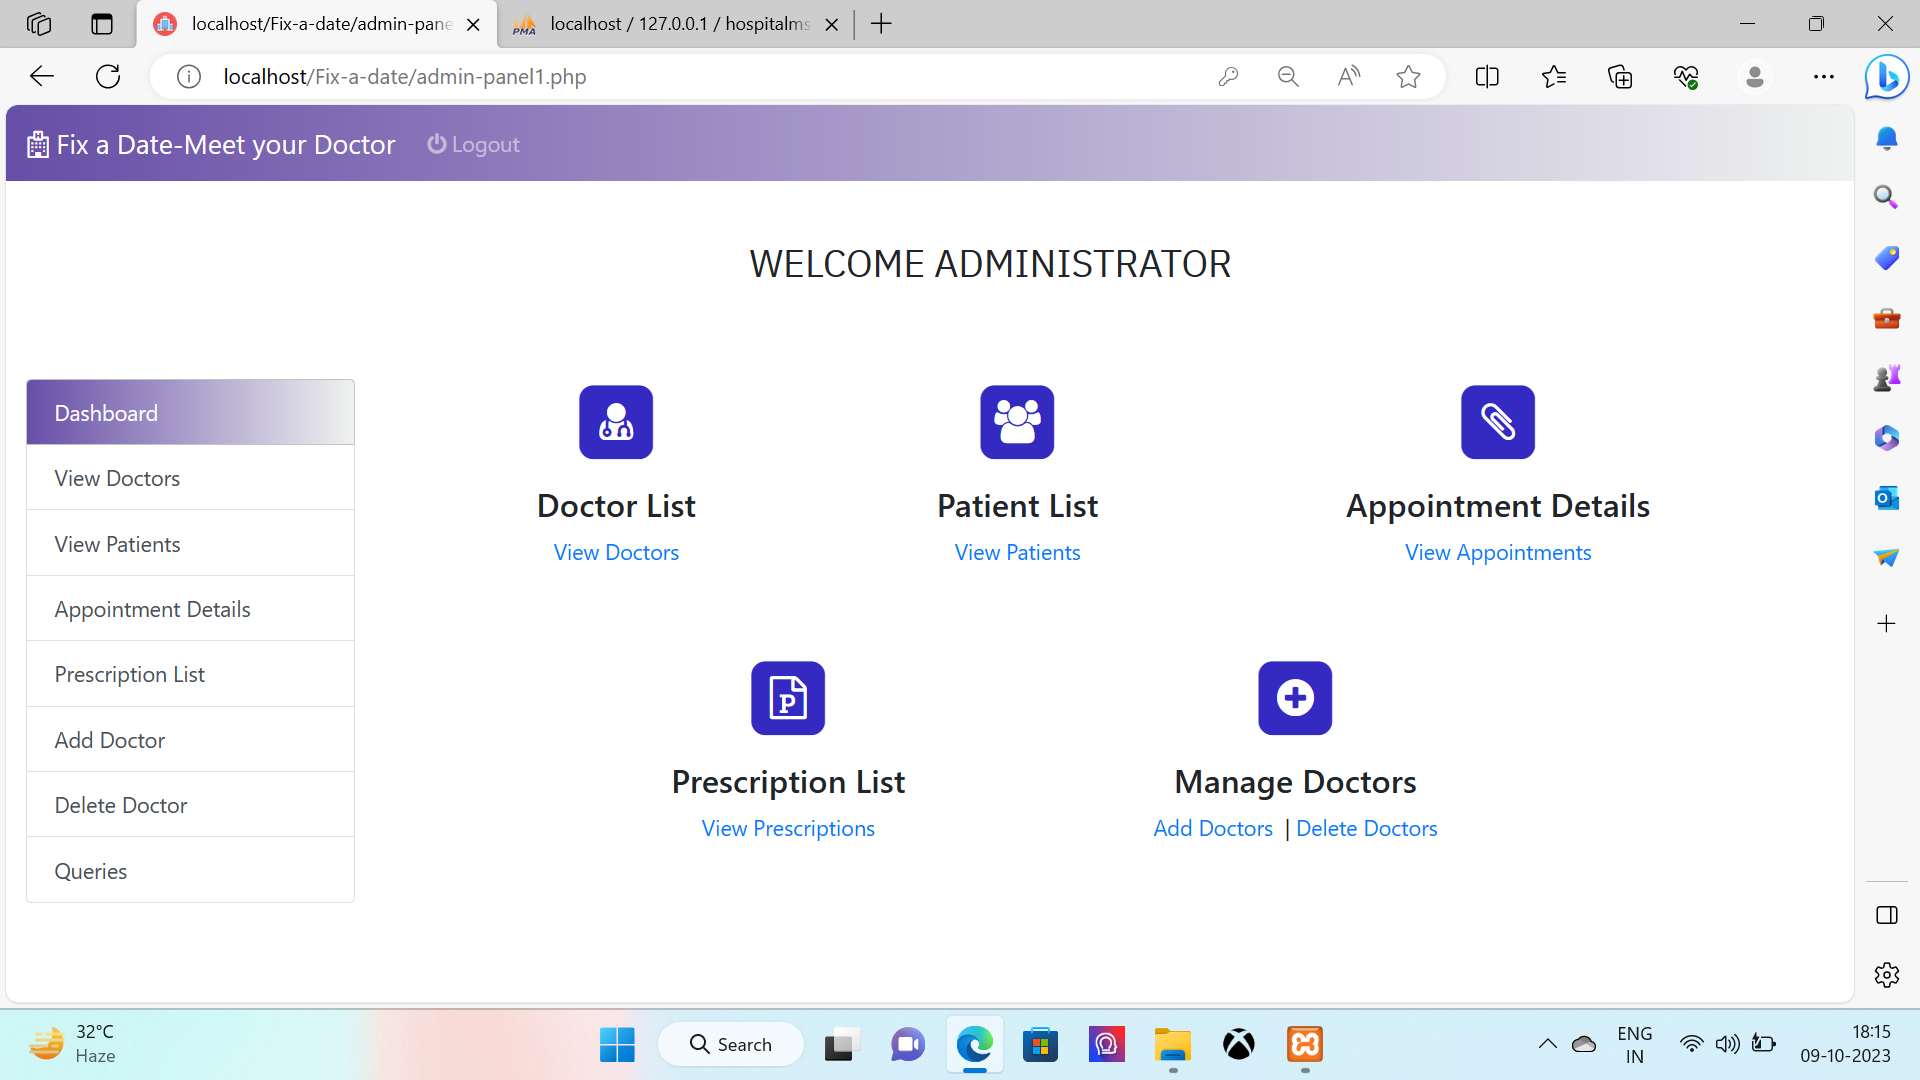 localhost/Fix-a-date/admin-pane
localhost / 127.0.0.1 / hospitalms
localhost/Fix-a-date/admin-panel1.php
Fix a Date-Meet your Doctor
Logout
WELCOME ADMINISTRATOR
Dashboard
View Doctors
View Patients
Appointment Details
Prescription List
Add Doctor
Delete Doctor
Queries
Doctor List
View Doctors
Patient List
View Patients
Appointment Details
View Appointments
Prescription List
View Prescriptions
Manage Doctors
Add Doctors | Delete Doctors
32°C
Haze
Search
ENG
IN
18:15
09-10-2023